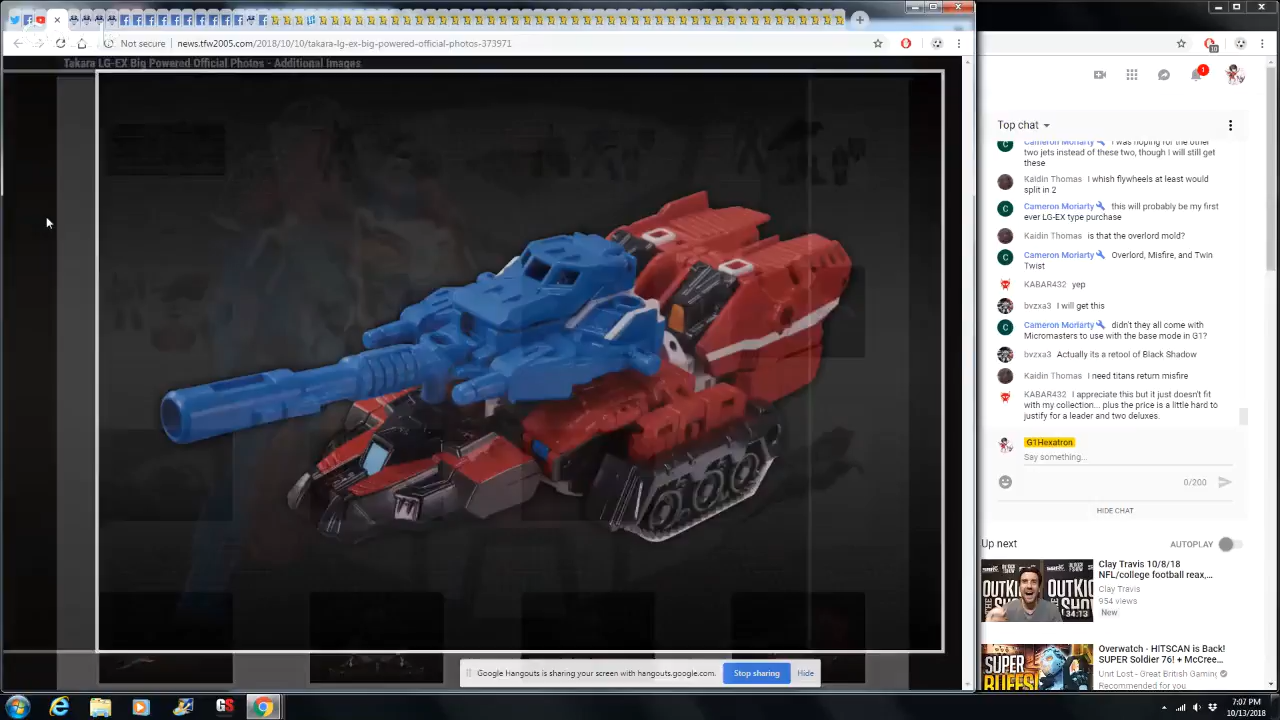 Not secure | news.tfw2005.com/2018/10/10/takara-lg-ex-big-powered-official-photos-373971
Takara LG-EX Big Powered Official Photos - Additional Images
10
1
Top chat
Cameron Moriarty I was hoping for the other
two jets instead of these two, though I will still get
these
Kaidin Thomas I whish flywheels at least would
split in 2
Cameron Moriarty this will probably be my first
ever LG-EX type purchase
Kaidin Thomas is that the overlord mold?
Cameron Moriarty Overlord, Misfire, and Twin
Twist
KABAR432 yep
bvzxa3 I will get this
Cameron Moriarty didn't they all come with
Micromasters to use with the base mode in G1?
bvzxa3 Actually its a retool of Black Shadow
Kaidin Thomas I need titans return misfire
KABAR432 I appreciate this but it just doesn't fit
with my collection... plus the price is a little hard to
justify for a leader and two deluxes.
G1Hexatron
Say something...
0/200
HIDE CHAT
Up next
AUTOPLAY
Clay Travis 10/8/18
NFL/college football reax,...
Clay Travis
954 views
New
34:13
OUTKI
THE SHO
Overwatch - HITSCAN is Back!
SUPER Soldier 76! + McCree...
Unit Lost - Great British Gaming
Recommended for you
SUPER
BUFFS!
Google Hangouts is sharing your screen with hangouts.google.com.
Stop sharing
Hide
GS
7:07 PM
10/13/2018